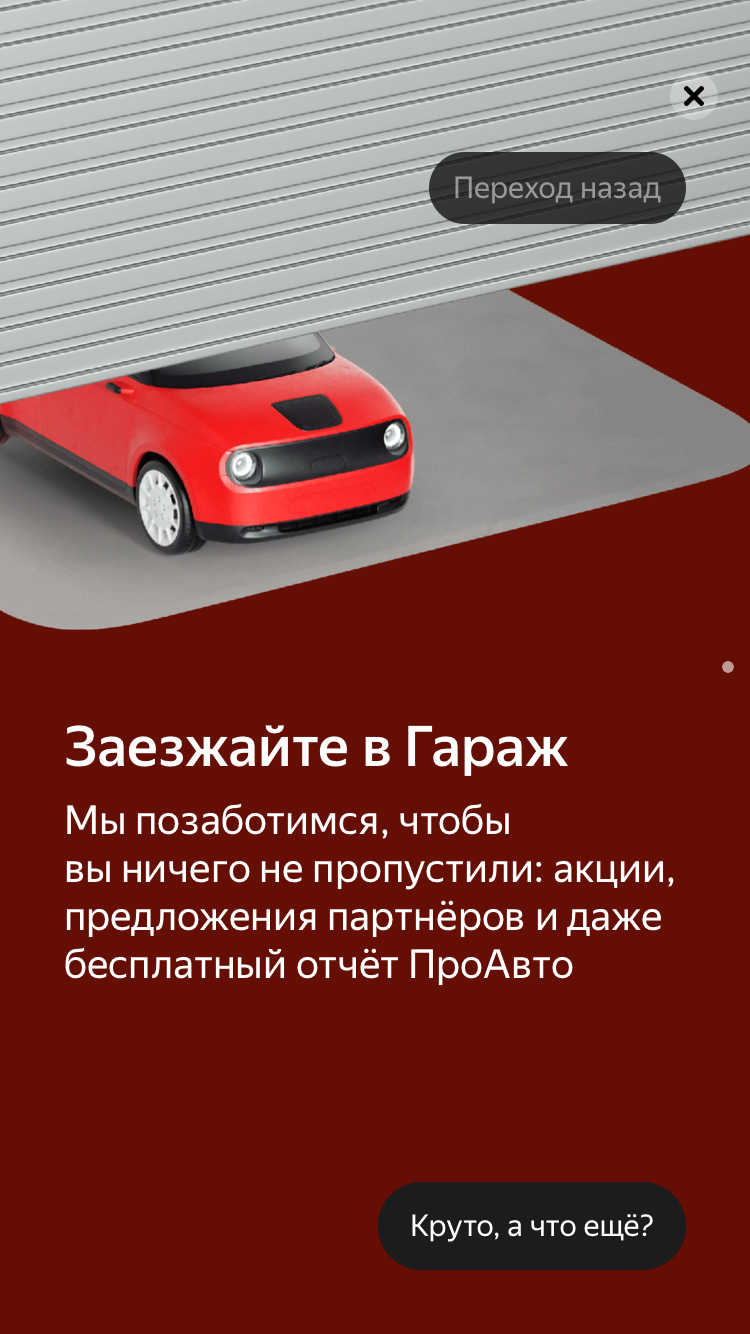 Переход назад
Заезжайте в Гараж
Мы позаботимся, чтобы
вы ничего не пропустили: акции,
предложения партнёров и даже
бесплатный отчёт ПроАвто
Круто, а что ещё?